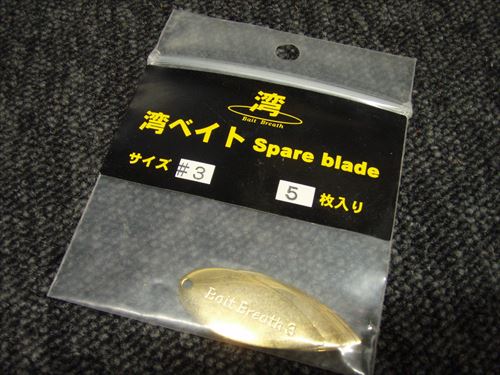 湾
Bait Breath
湾ベイト Spare blade
サイズ #3 5 枚入り
Bait Breath 3